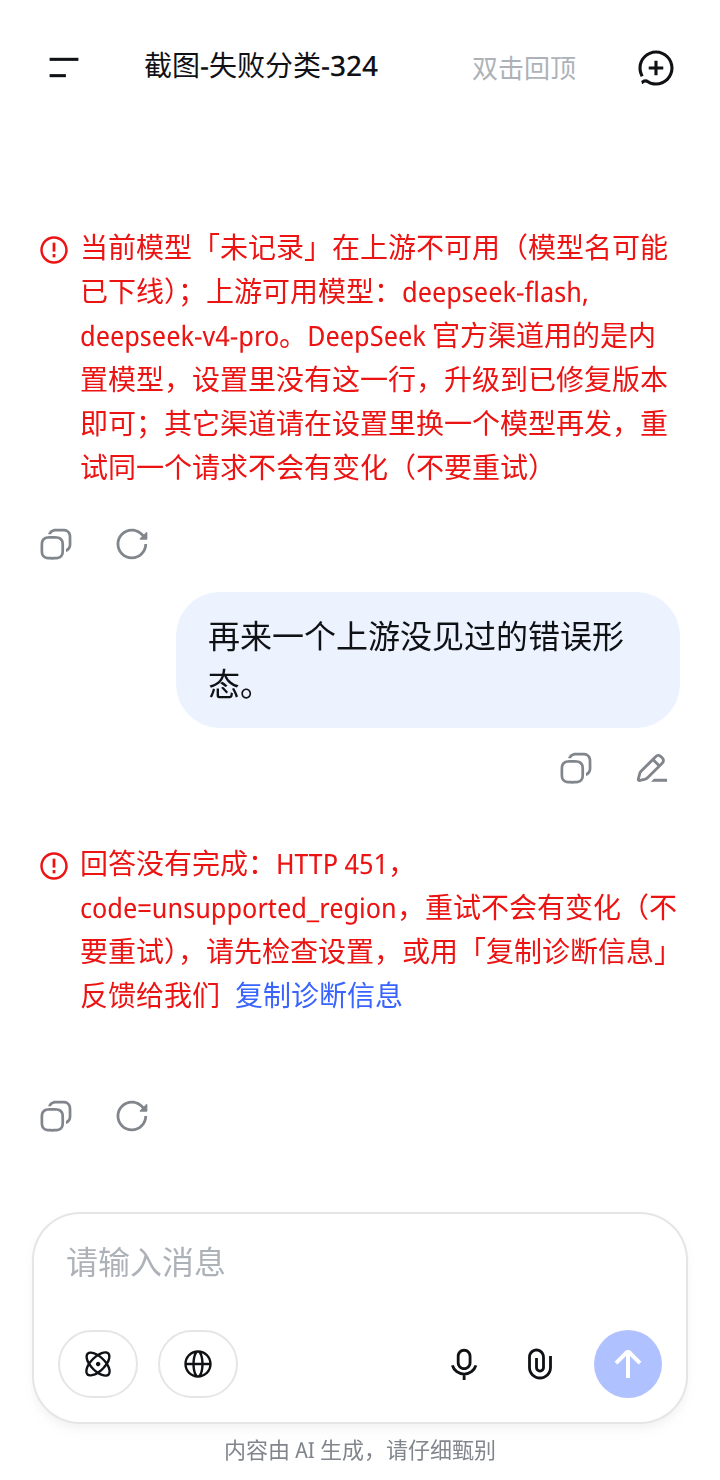 截图-失败分类-324
双击回顶
当前模型「未记录」在上游不可用（模型名可能
已下线）；上游可用模型：deepseek-flash,
deepseek-v4-pro。DeepSeek 官方渠道用的是内
置模型，设置里没有这一行，升级到已修复版本
即可；其它渠道请在设置里换一个模型再发，重
试同一个请求不会有变化（不要重试）
再来一个上游没见过的错误形
态。
回答没有完成：HTTP 451，
code=unsupported_region，重试不会有变化（不
要重试），请先检查设置，或用「复制诊断信息」
反馈给我们 复制诊断信息
请输入消息
内容由 AI 生成，请仔细甄别